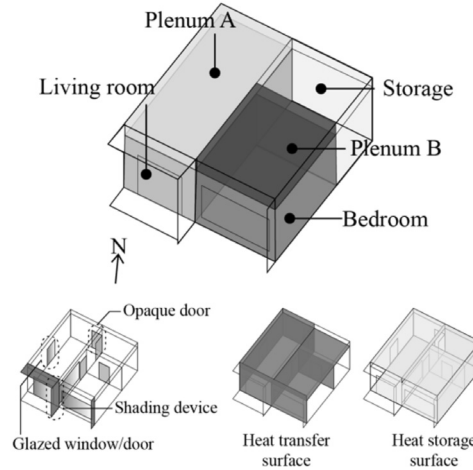 Plenum A
Living room
Storage
Plenum B
Bedroom
N
Opaque door
Shading device
Glazed window/door
Heat transfer
surface
Heat storage
surface